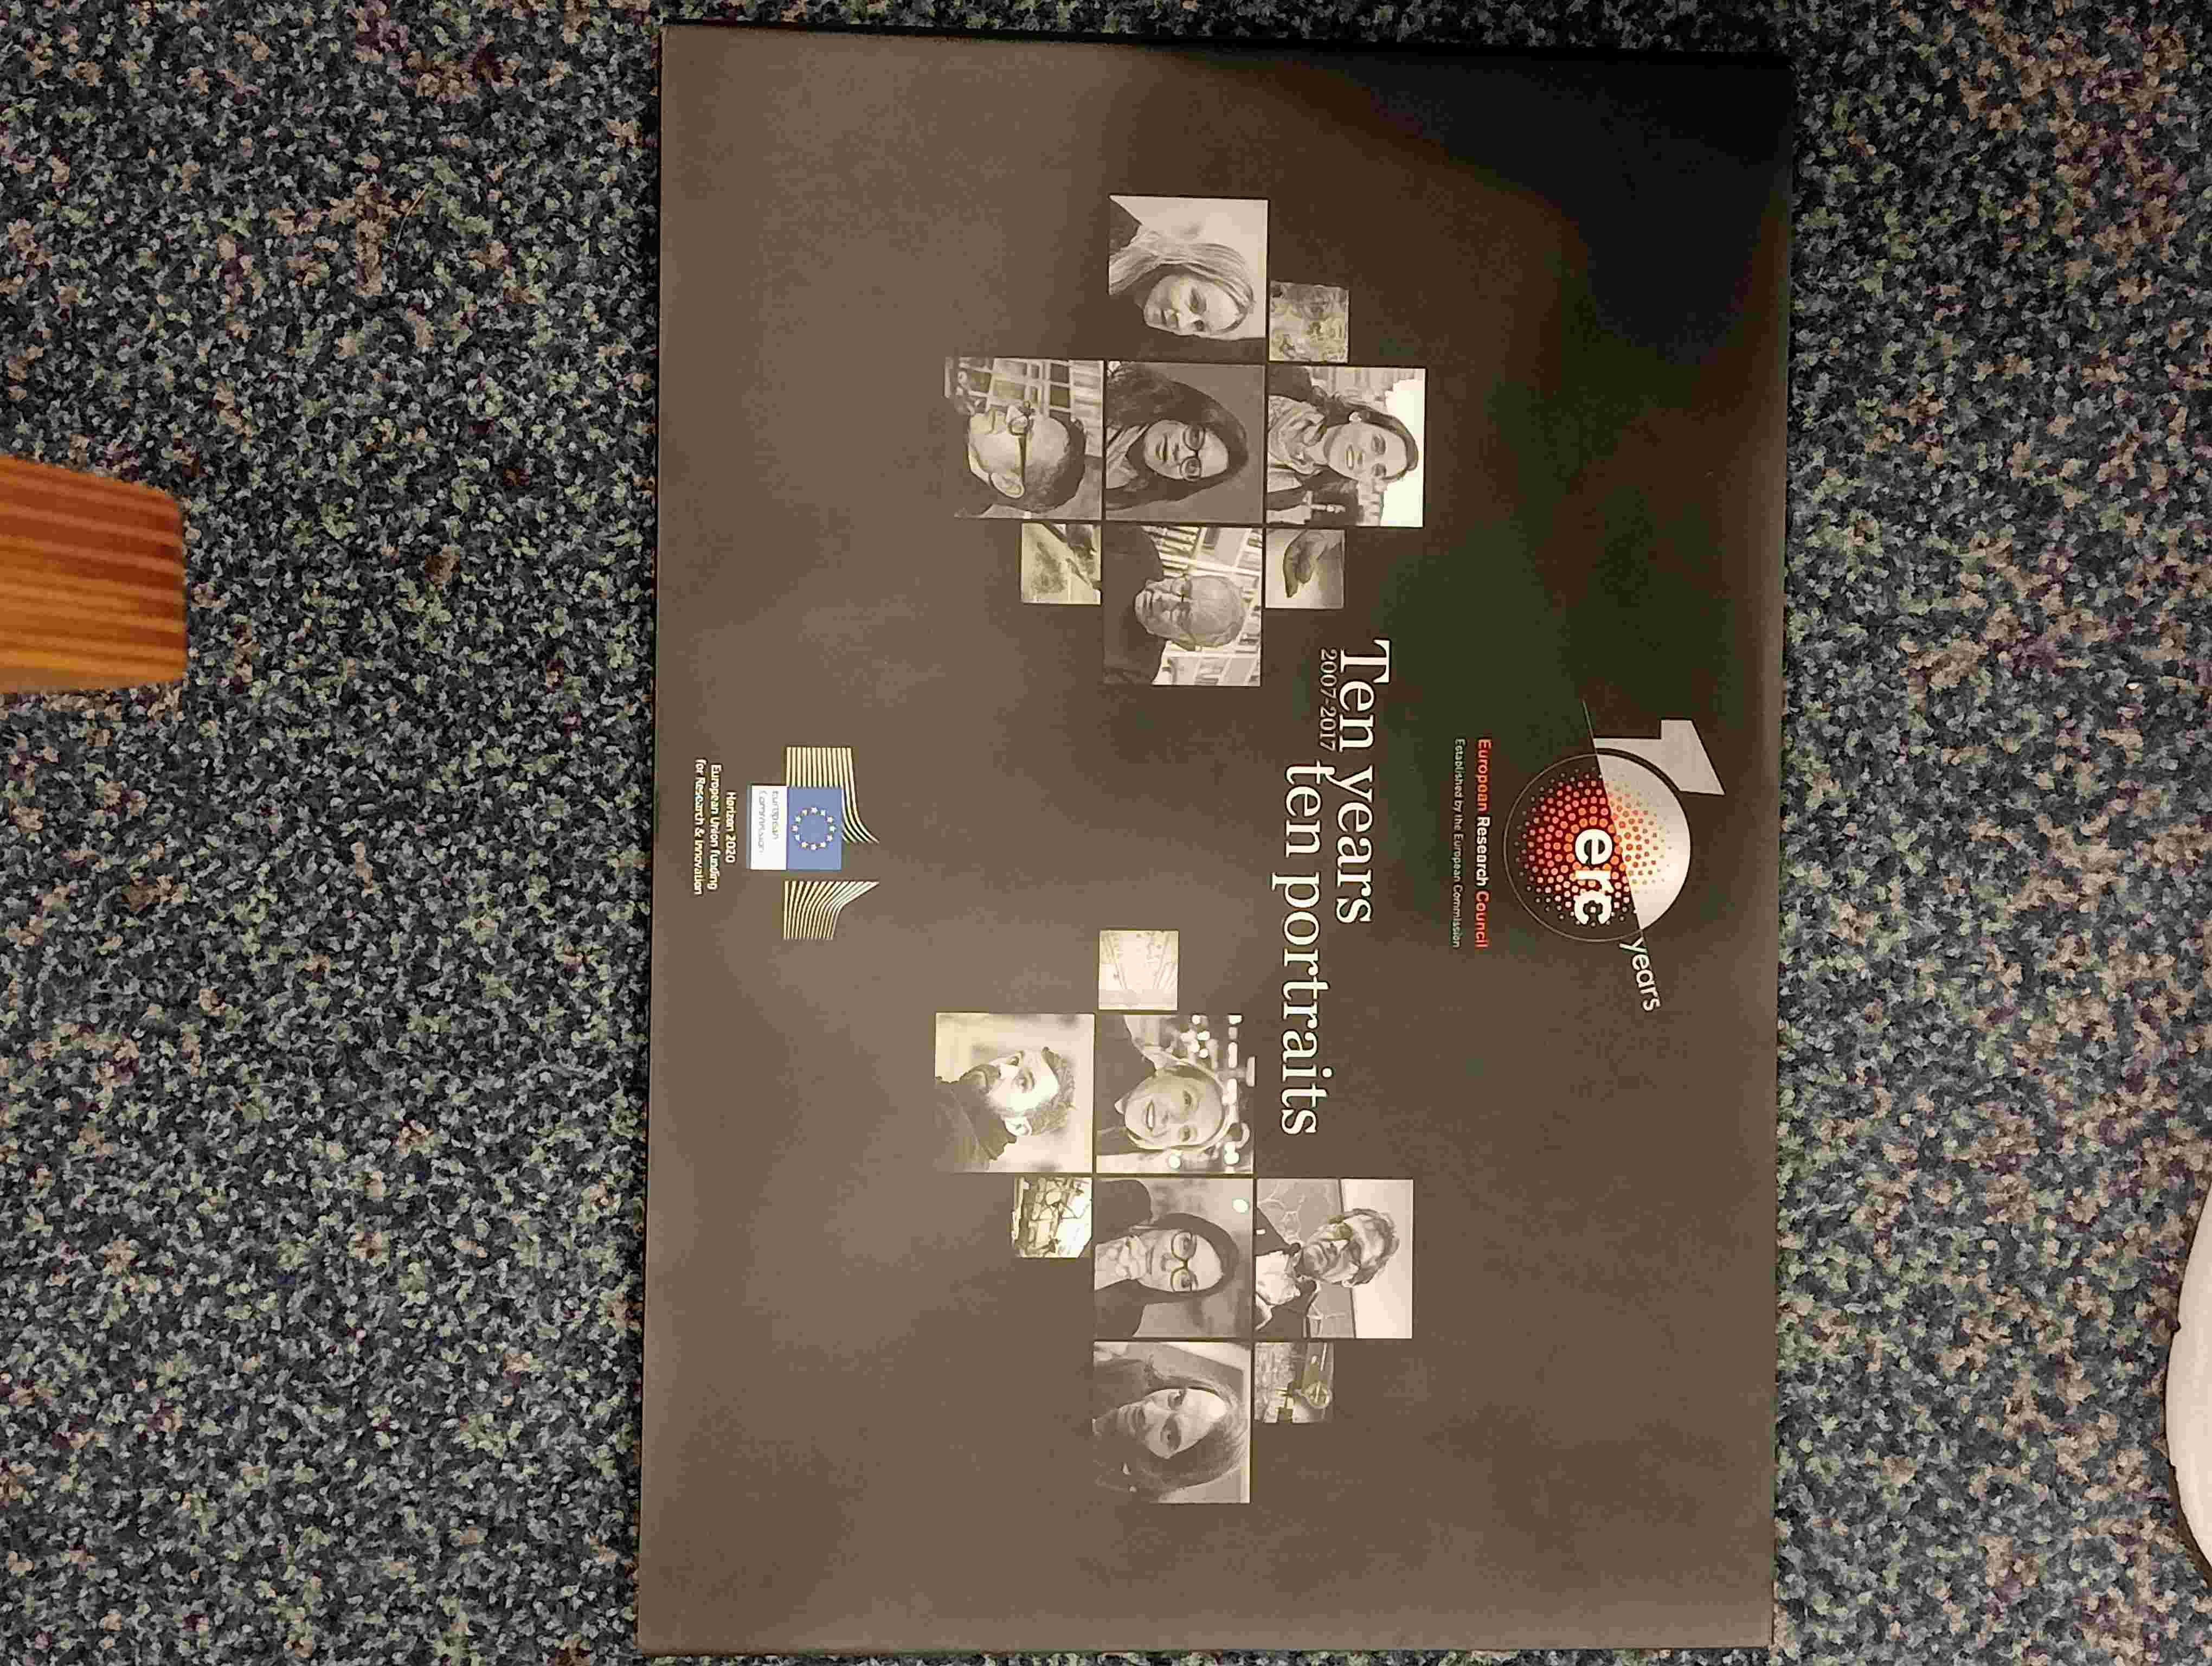 10
erc
years
European Research Council
Established by the European Commission
Ten years
2007-2017 ten portraits
European
Commission
Horizon 2020
European Union funding
for Research & Innovation